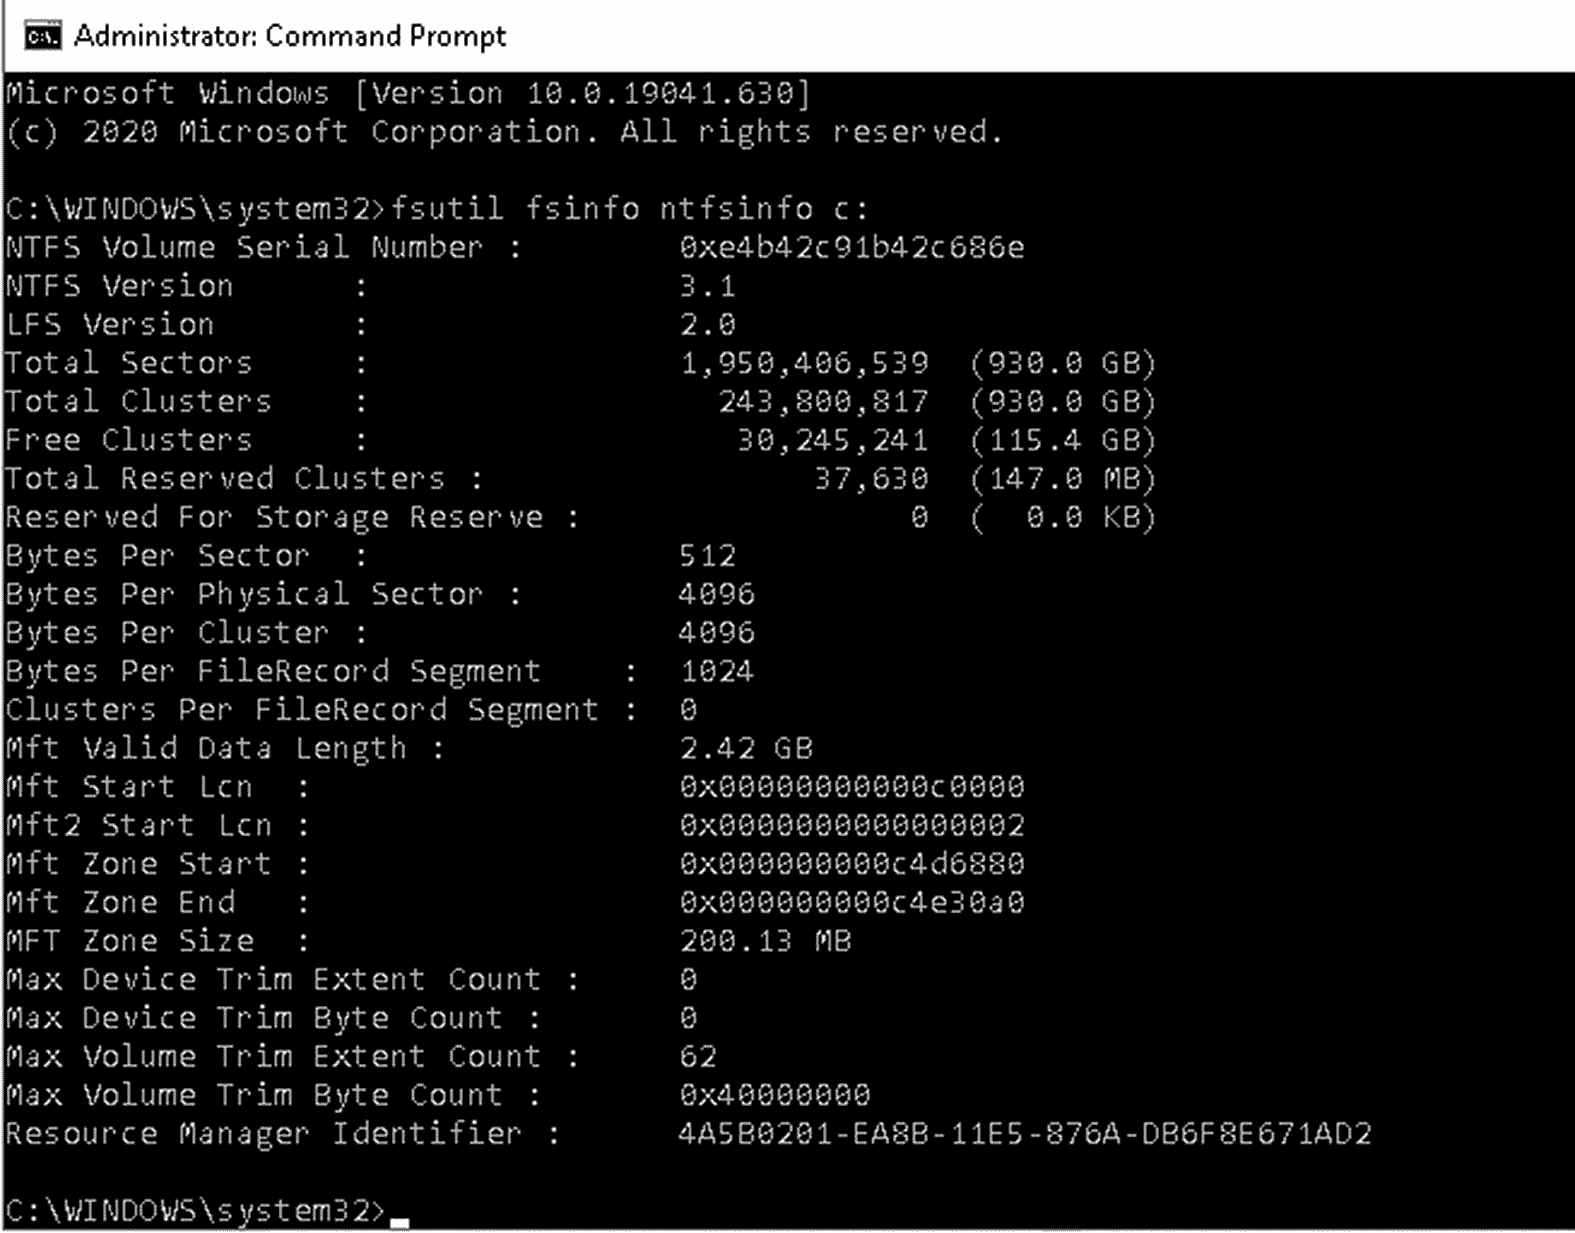 Administrator: Command Prompt
Microsoft Windows [Version 10.0.19041.630]
(c) 2020 Microsoft Corporation. All rights reserved.
C:\WINDOWS\system32>fsutil fsinfo ntfsinfo c:
NTFS Volume Serial Number : 0xe4b42c91b42c686e
NTFS Version : 3.1
LFS Version : 2.0
Total Sectors : 1,950,406,539 (930.0 GB)
Total Clusters : 243,800,817 (930.0 GB)
Free Clusters : 30,245,241 (115.4 GB)
Total Reserved Clusters : 37,630 (147.0 MB)
Reserved For Storage Reserve : 0 ( 0.0 KB)
Bytes Per Sector : 512
Bytes Per Physical Sector : 4096
Bytes Per Cluster : 4096
Bytes Per FileRecord Segment : 1024
Clusters Per FileRecord Segment : 0
Mft Valid Data Length : 2.42 GB
Mft Start Lcn : 0x00000000000c0000
Mft2 Start Lcn : 0x0000000000000002
Mft Zone Start : 0x000000000c4d6880
Mft Zone End : 0x000000000c4e30a0
MFT Zone Size : 200.13 MB
Max Device Trim Extent Count : 0
Max Device Trim Byte Count : 0
Max Volume Trim Extent Count : 62
Max Volume Trim Byte Count : 0x40000000
Resource Manager Identifier : 4A5B0201-EA8B-11E5-876A-DB6F8E671AD2
C:\WINDOWS\system32>